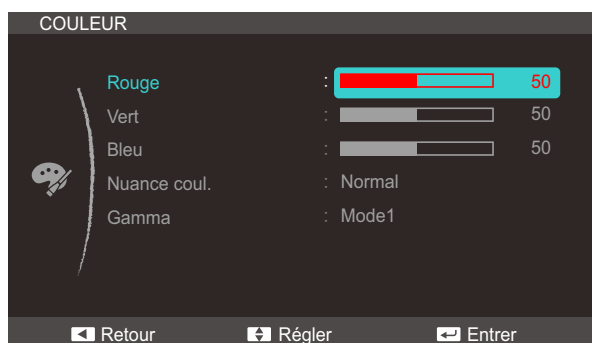 COULEUR
Rouge : 50
Vert : 50
Bleu : 50
Nuance coul. : Normal
Gamma : Mode1
Retour Régler Entrer